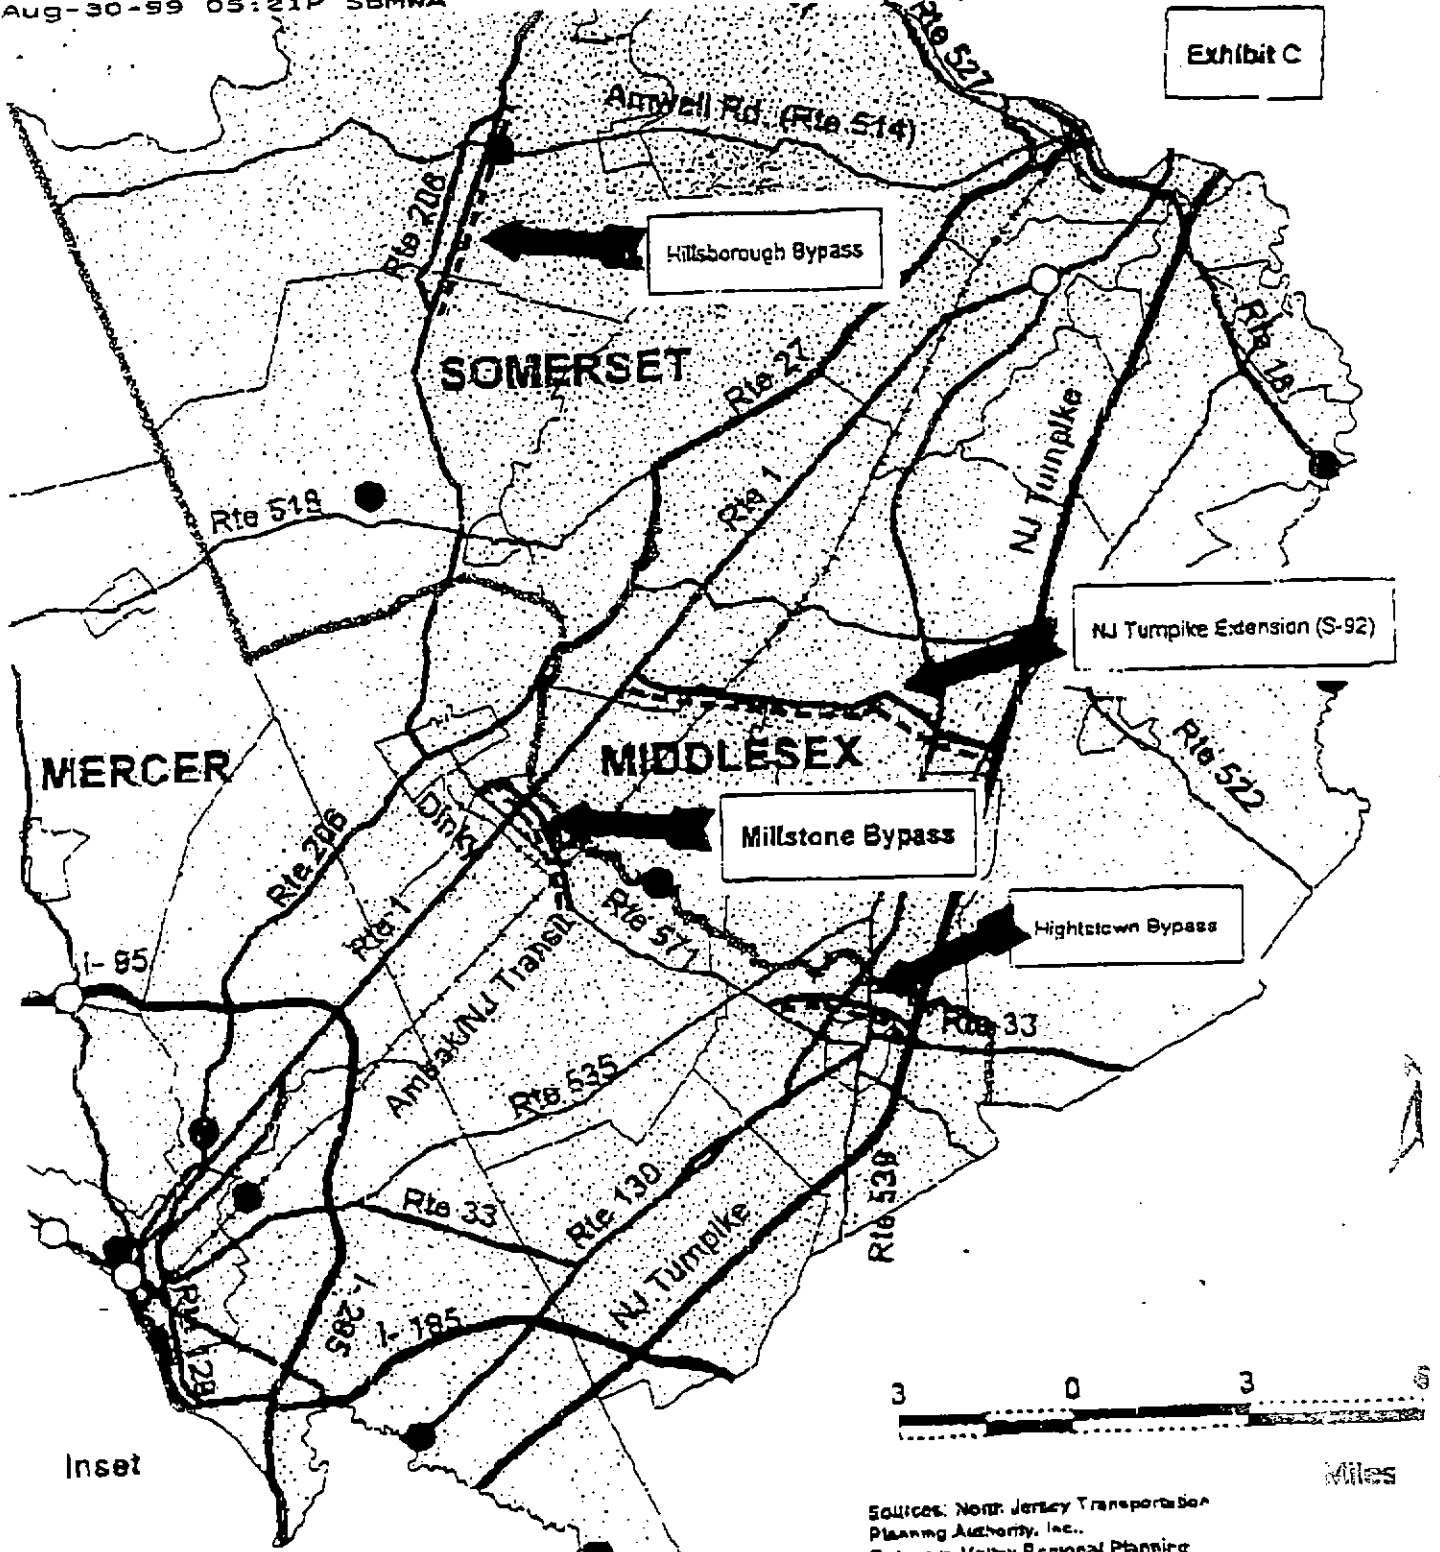 Aug-30-99 05:21P SBMWA
Exhibit C
Rte 527
Amwell Rd. (Rte 514)
Rte 206
Hillsborough Bypass
Rte 18
SOMERSET
Rte 27
NJ Turnpike
Rte 1
Rte 518
NJ Turnpike Extension (S-92)
MERCER
MIDDLESEX
Rte 522
Dinky
Millstone Bypass
Rte 206
Rte 1
Rte 571
Hightstown Bypass
I-95
Amtrak/NJ Transit
Rte 33
Rte 535
Rte 130
Rte 539
Rte 33
NJ Turnpike
Rte 129
I-295
I-195
3 0 3 6
Miles
Inset
Sources: North Jersey Transportation
Planning Authority, Inc.,
Valley Regional Planning